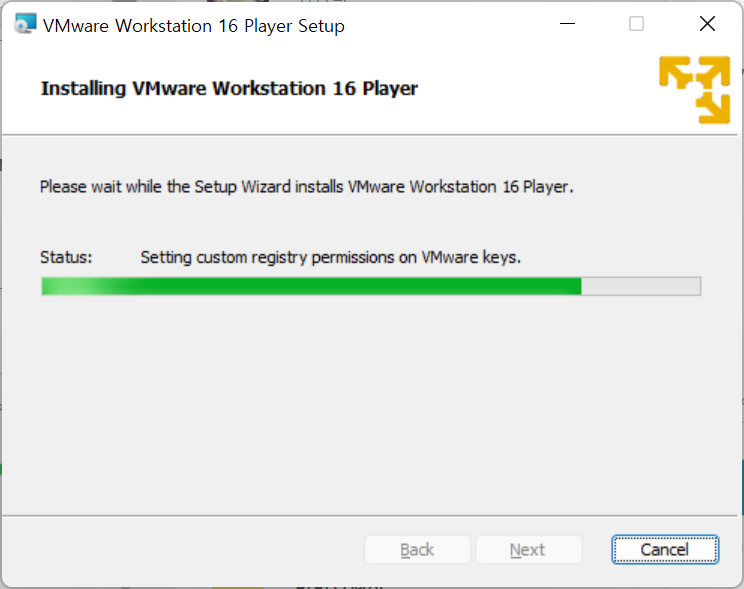 VMware Workstation 16 Player Setup
Installing VMware Workstation 16 Player
Please wait while the Setup Wizard installs VMware Workstation 16 Player.
Status: Setting custom registry permissions on VMware keys.
Back Next Cancel